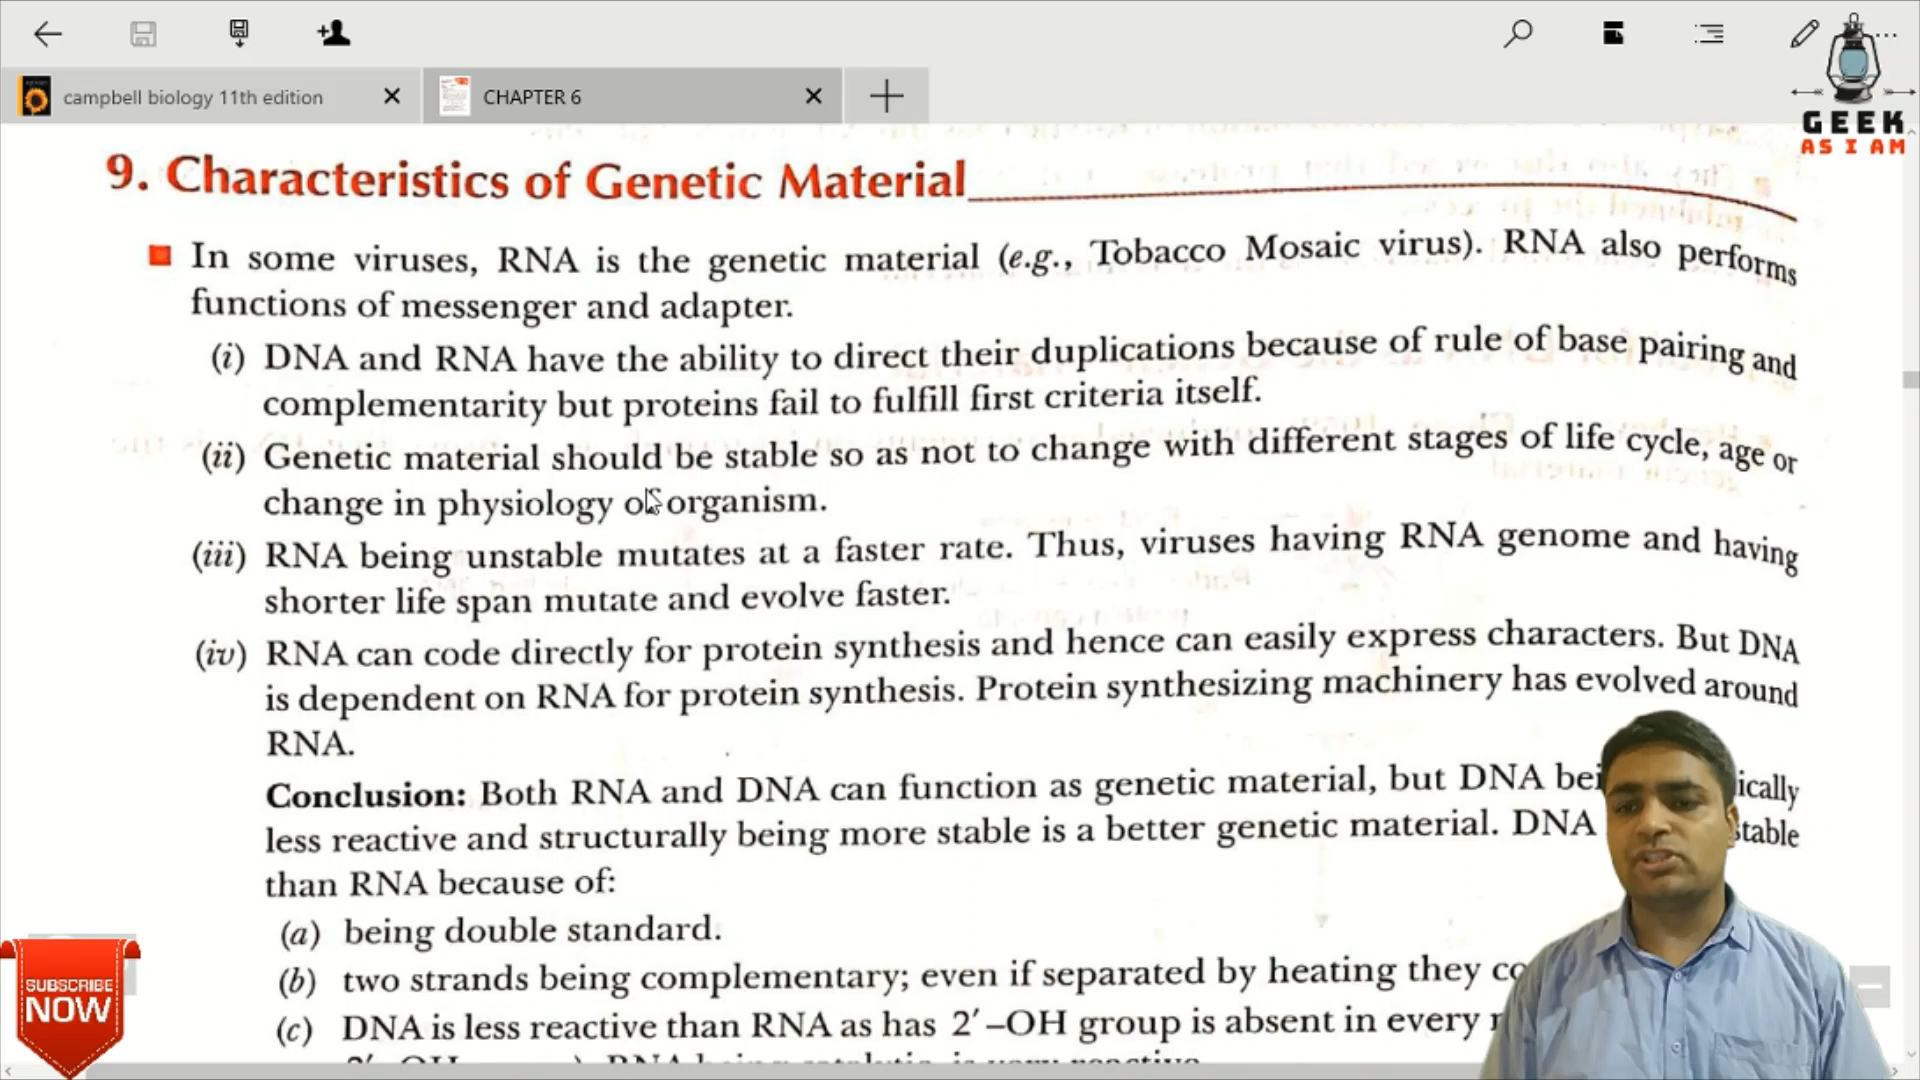 campbell biology 11th edition
CHAPTER 6
GEEK
AS I AM
9. Characteristics of Genetic Material
In some viruses, RNA is the genetic material (e.g., Tobacco Mosaic virus). RNA also performs
functions of messenger and adapter.
(i) DNA and RNA have the ability to direct their duplications because of rule of base pairing and
complementarity but proteins fail to fulfill first criteria itself.
(ii) Genetic material should be stable so as not to change with different stages of life cycle, age or
change in physiology of organism.
(iii) RNA being unstable mutates at a faster rate. Thus, viruses having RNA genome and having
shorter life span mutate and evolve faster.
(iv) RNA can code directly for protein synthesis and hence can easily express characters. But DNA
is dependent on RNA for protein synthesis. Protein synthesizing machinery has evolved around
RNA.
Conclusion: Both RNA and DNA can function as genetic material, but DNA
less reactive and structurally being more stable is a better genetic material. DNA stable
than RNA because of:
(a) being double standard.
(b) two strands being complementary; even if separated by heating they
(c) DNA is less reactive than RNA as has 2′–OH group is absent in every
SUBSCRIBE
NOW